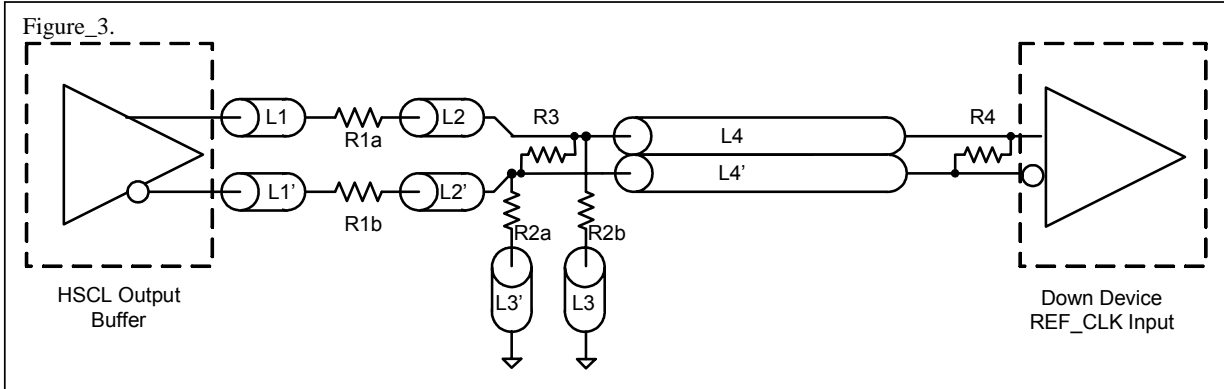 Figure_3.
L1
R1a
L2
R3
L4
R4
L1'
R1b
L2'
L4'
R2a
R2b
L3'
L3
HSCL Output
Buffer
Down Device
REF_CLK Input